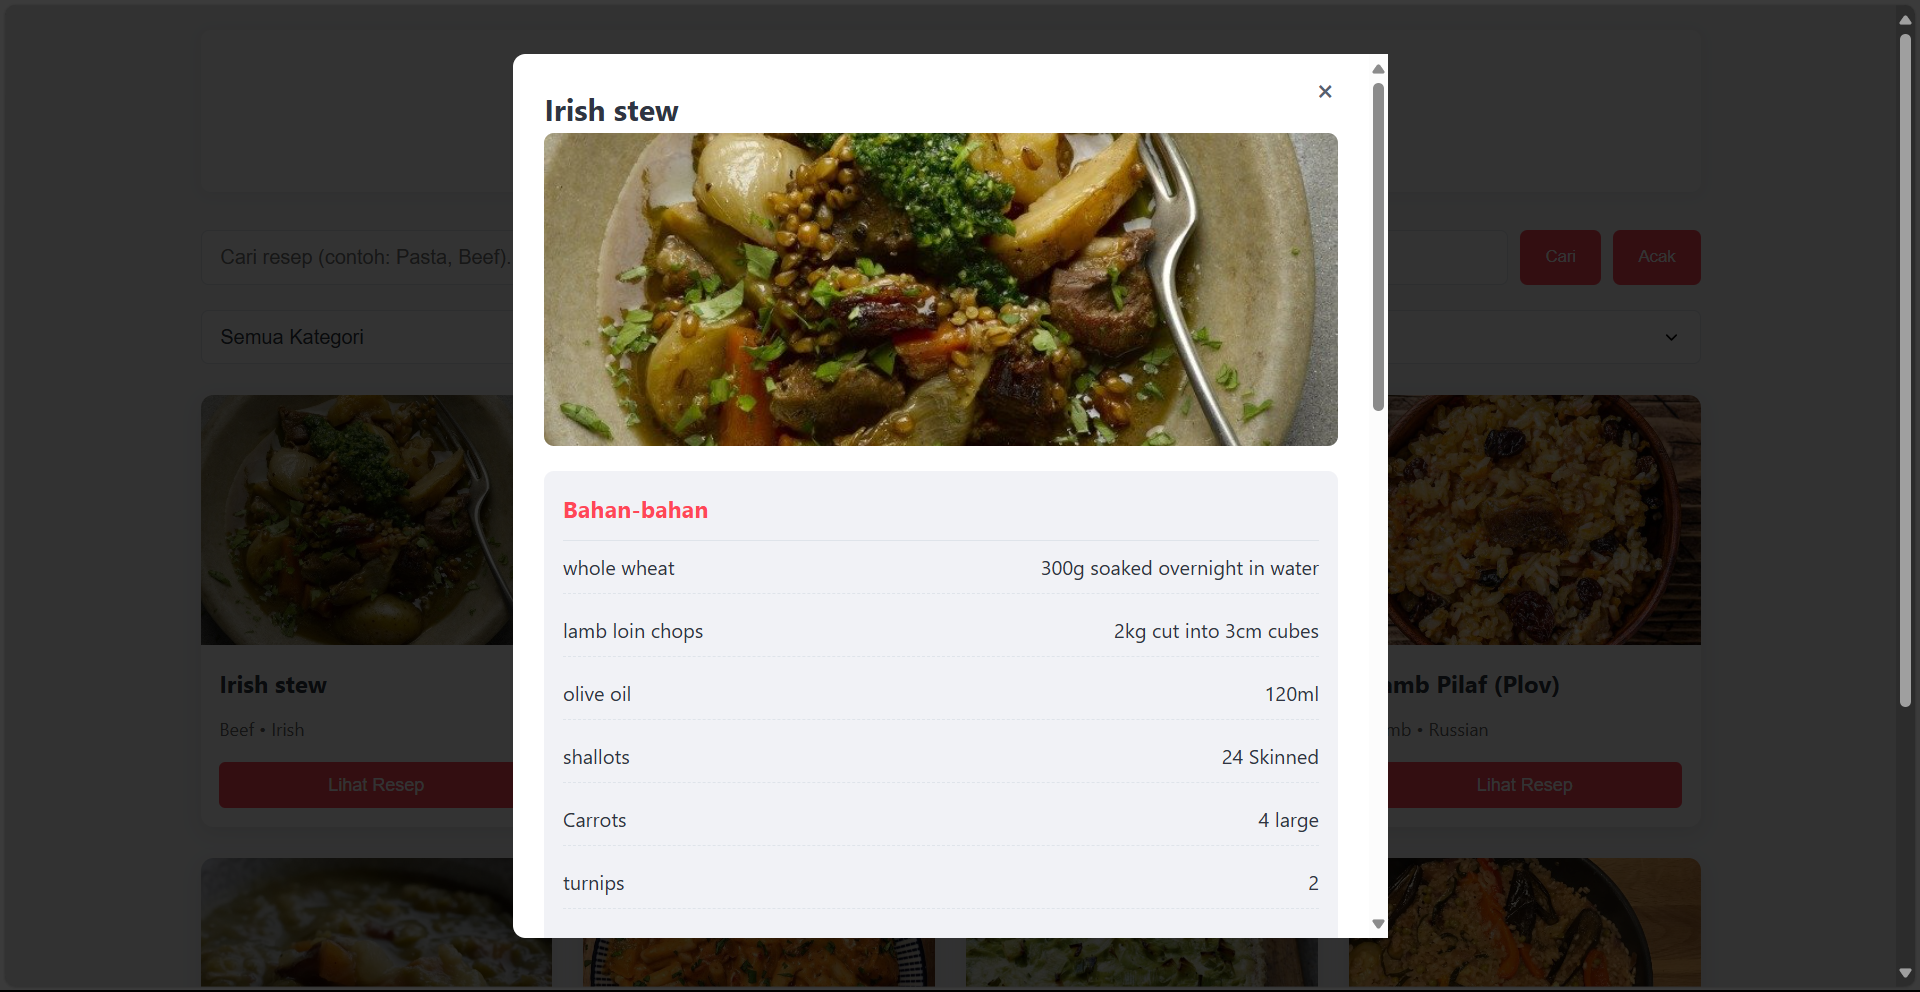 ×
Irish stew
Cari resep (contoh: Pasta, Beef).
Cari
Acak
Semua Kategori
Bahan-bahan
whole wheat 300g soaked overnight in water
lamb loin chops 2kg cut into 3cm cubes
olive oil 120ml
shallots 24 Skinned
Carrots 4 large
turnips 2
Irish stew
Beef • Irish
Lihat Resep
amb Pilaf (Plov)
mb • Russian
Lihat Resep